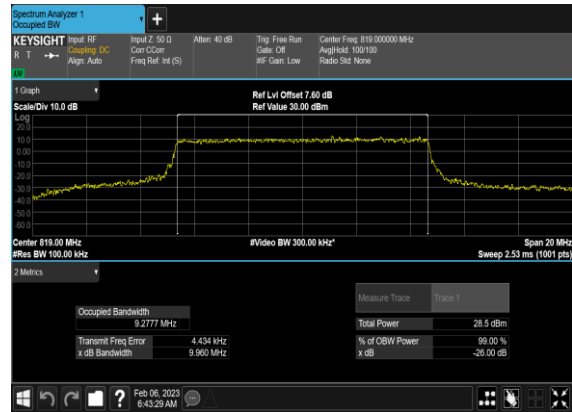 Spectrum Analyzer 1
Occupied BW
+
KEYSIGHT
R T
LW
Input: RF
Coupling: DC
Align: Auto
Input Z: 50 Ω
Corr CCorr
Freq Ref: Int (S)
Atten: 40 dB
Trig: Free Run
Gate: Off
#IF Gain: Low
Center Freq: 819.000000 MHz
Avg|Hold: 100/100
Radio Std: None
1 Graph
Scale/Div 10.0 dB
Ref Lvl Offset 7.60 dB
Ref Value 30.00 dBm
Log
20.0
10.0
0.00
-10.0
-20.0
-30.0
-40.0
-50.0
-60.0
Center 819.00 MHz
#Res BW 100.00 kHz
#Video BW 300.00 kHz*
Span 20 MHz
Sweep 2.53 ms (1001 pts)
2 Metrics
Measure Trace Trace 1
Occupied Bandwidth
9.2777 MHz
Total Power 28.5 dBm
Transmit Freq Error 4.434 kHz
% of OBW Power 99.00 %
x dB Bandwidth 9.960 MHz
x dB -26.00 dB
?
Feb 06, 2023
6:43:29 AM